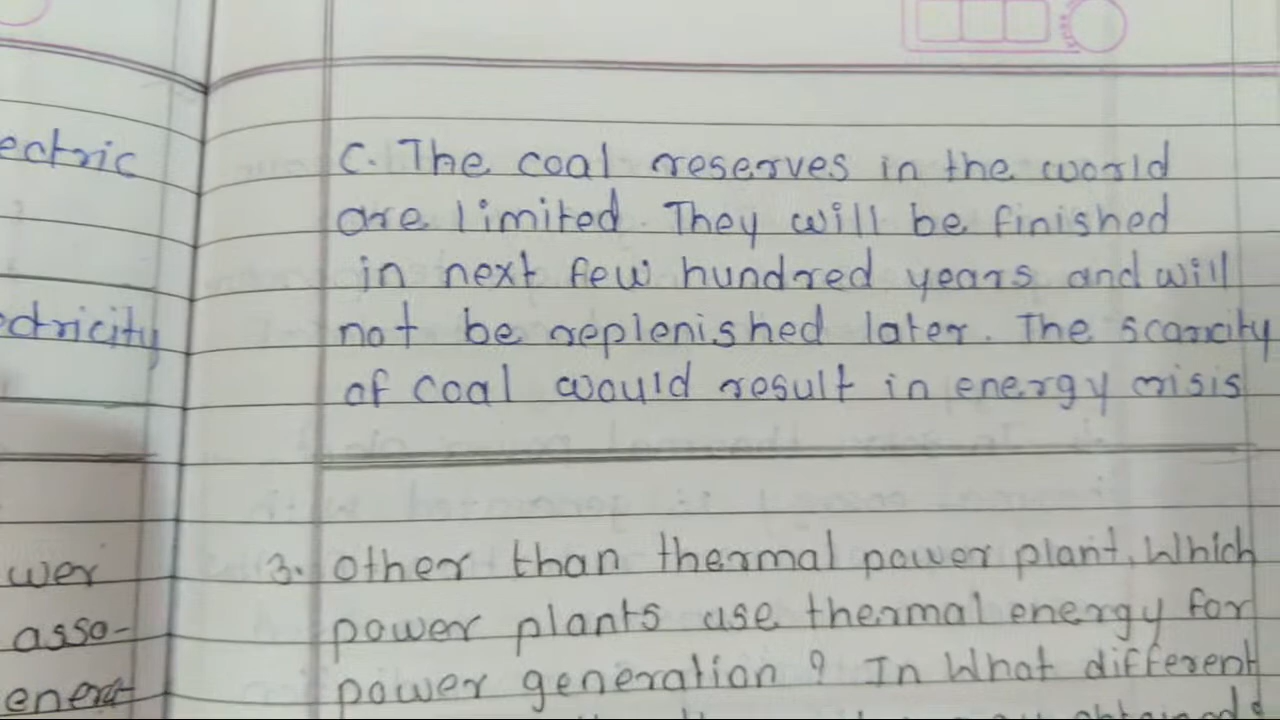 ectric
ectricity
wer
asso-
enerat
C. The coal reserves in the world
are limited. They will be finished
in next few hundred years and will
not be replenished later. The scarcity
of coal would result in energy crisis
3. Other than thermal power plant, Which
power plants use thermal energy for
power generation ? In What different